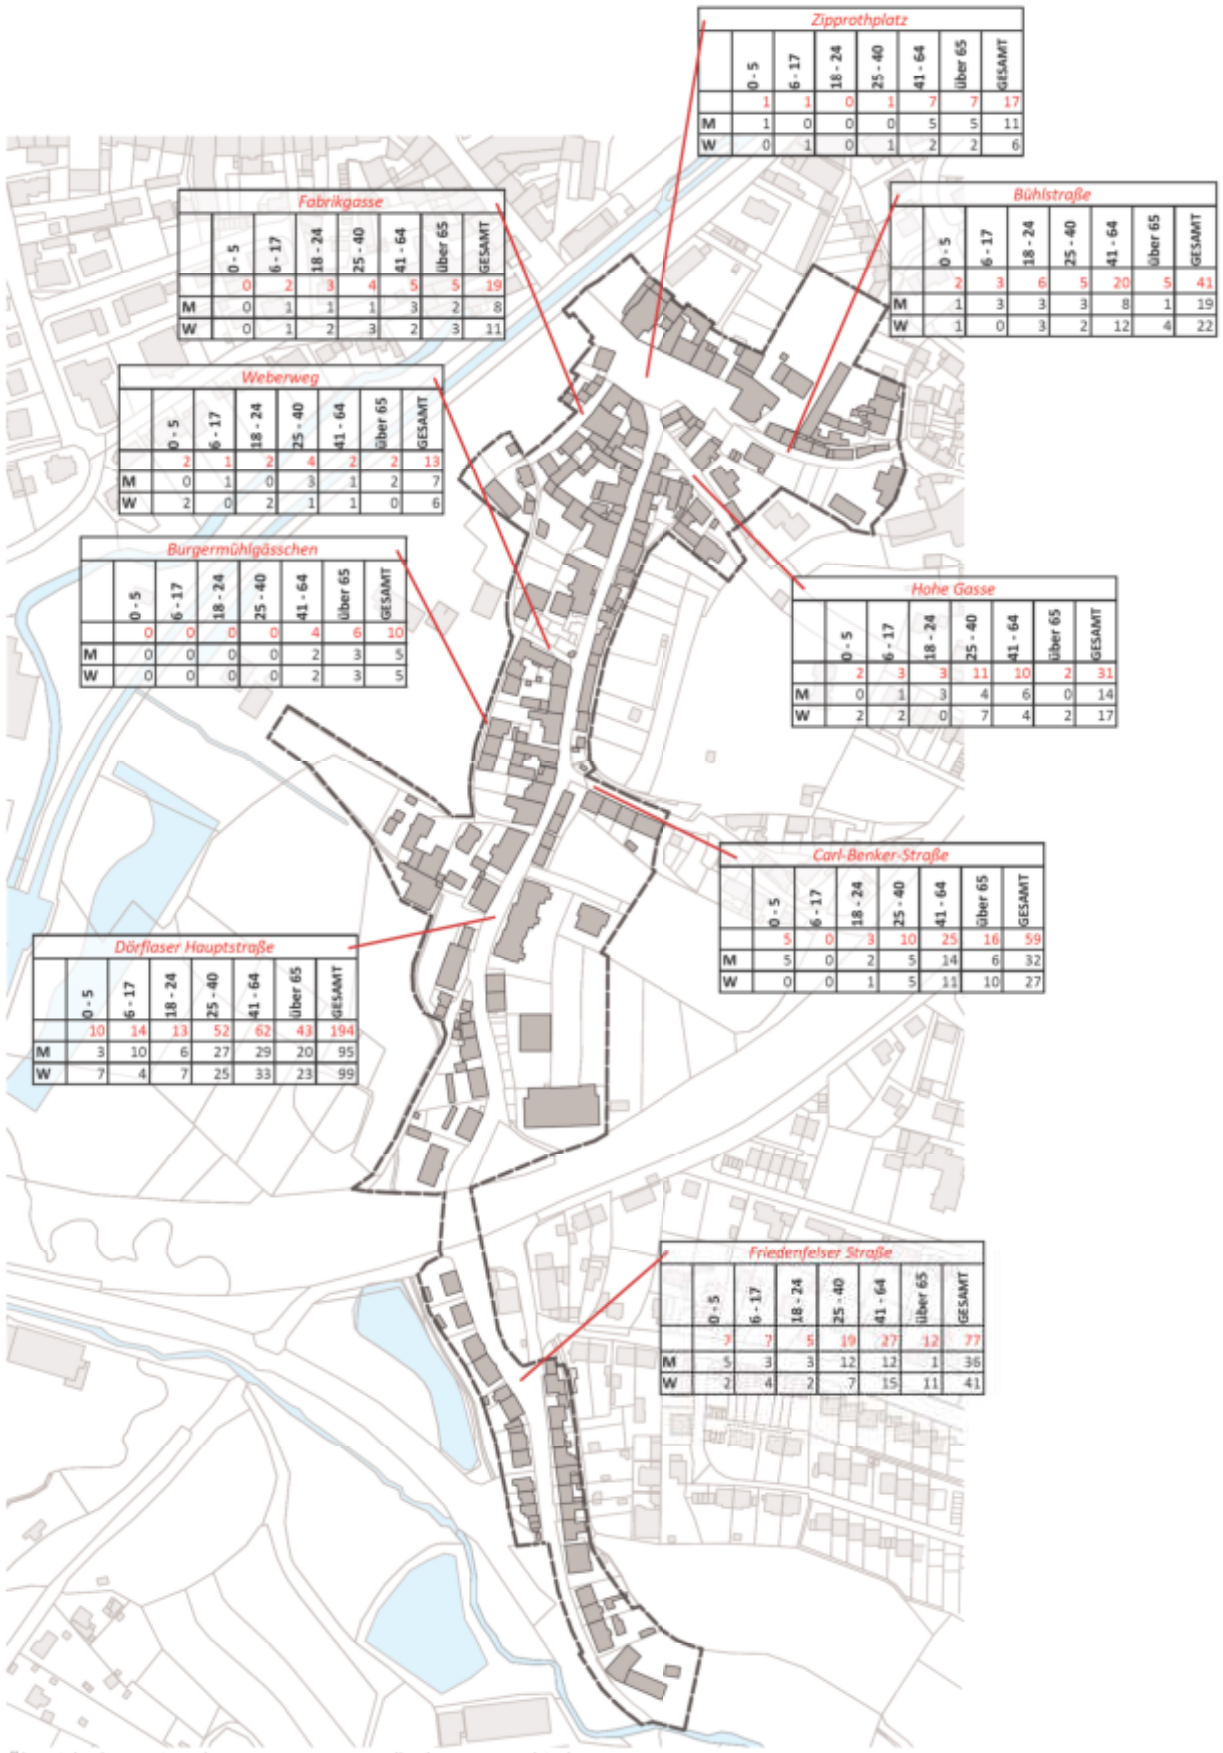 Zipprothplatz
0 - 5 6 - 17 18 - 24 25 - 40 41 - 64 über 65 GESAMT
1 1 0 1 7 7 17
M 1 0 0 0 5 5 11
W 0 1 0 1 2 2 6
Bühlstraße
0 - 5 6 - 17 18 - 24 25 - 40 41 - 64 über 65 GESAMT
2 3 6 5 20 5 41
M 1 3 3 3 8 1 19
W 1 0 3 2 12 4 22
Fabrikgasse
0 - 5 6 - 17 18 - 24 25 - 40 41 - 64 über 65 GESAMT
0 2 3 4 5 5 19
M 0 1 1 1 3 2 8
W 0 1 2 3 2 3 11
Weberweg
0 - 5 6 - 17 18 - 24 25 - 40 41 - 64 über 65 GESAMT
2 1 2 4 2 2 13
M 0 1 0 3 1 2 7
W 2 0 2 1 1 0 6
Burgermühlgässchen
0 - 5 6 - 17 18 - 24 25 - 40 41 - 64 über 65 GESAMT
0 0 0 0 4 6 10
M 0 0 0 0 2 3 5
W 0 0 0 0 2 3 5
Hohe Gasse
0 - 5 6 - 17 18 - 24 25 - 40 41 - 64 über 65 GESAMT
2 3 3 11 10 2 31
M 0 1 3 4 6 0 14
W 2 2 0 7 4 2 17
Carl-Benker-Straße
0 - 5 6 - 17 18 - 24 25 - 40 41 - 64 über 65 GESAMT
5 0 3 10 25 16 59
M 5 0 2 5 14 6 32
W 0 0 1 5 11 10 27
Dörflaser Hauptstraße
0 - 5 6 - 17 18 - 24 25 - 40 41 - 64 über 65 GESAMT
10 14 13 52 62 43 194
M 3 10 6 27 29 20 95
W 7 4 7 25 33 23 99
Friedenfelser Straße
0 - 5 6 - 17 18 - 24 25 - 40 41 - 64 über 65 GESAMT
7 7 5 19 27 12 77
M 5 3 3 12 12 1 36
W 2 4 2 7 15 11 41